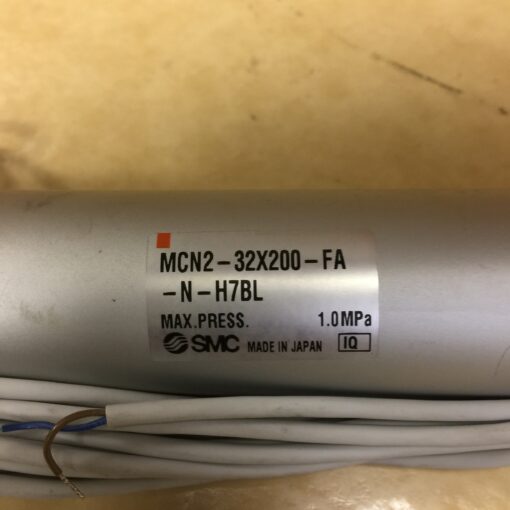 MCN2-32X200-FA
-N-H7BL
MAX.PRESS. 1.0MPa
SMC MADE IN JAPAN IQ